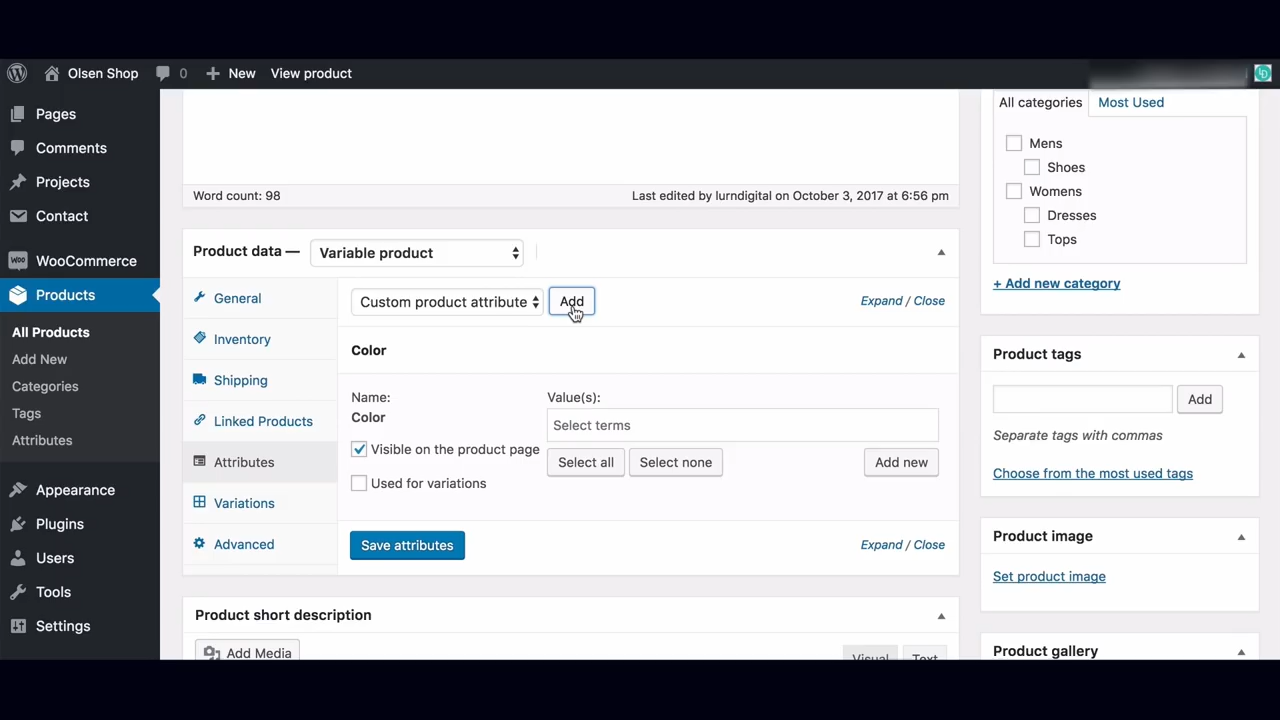 Olsen Shop 0 New View product
Pages
Comments
Projects
Contact
WooCommerce
Products
All Products
Add New
Categories
Tags
Attributes
Appearance
Plugins
Users
Tools
Settings
Word count: 98 Last edited by lurndigital on October 3, 2017 at 6:56 pm
Product data — Variable product
General
Inventory
Shipping
Linked Products
Attributes
Variations
Advanced
Custom product attribute Add Expand / Close
Color
Name:
Color
Visible on the product page
Used for variations
Value(s):
Select terms
Select all Select none Add new
Save attributes Expand / Close
Product short description
Add Media Visual Text
All categories Most Used
Mens
Shoes
Womens
Dresses
Tops
+ Add new category
Product tags
Add
Separate tags with commas
Choose from the most used tags
Product image
Set product image
Product gallery